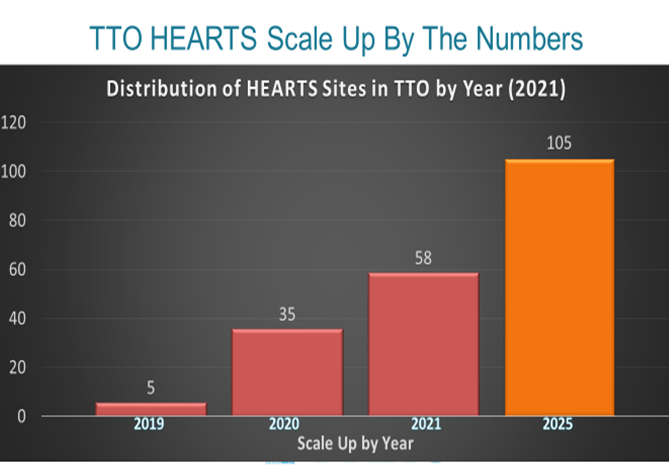 TTO HEARTS Scale Up By The Numbers
Distribution of HEARTS Sites in TTO by Year (2021)
120
100
80
60
40
20
0
5
35
58
105
2019 2020 2021 2025
Scale Up by Year